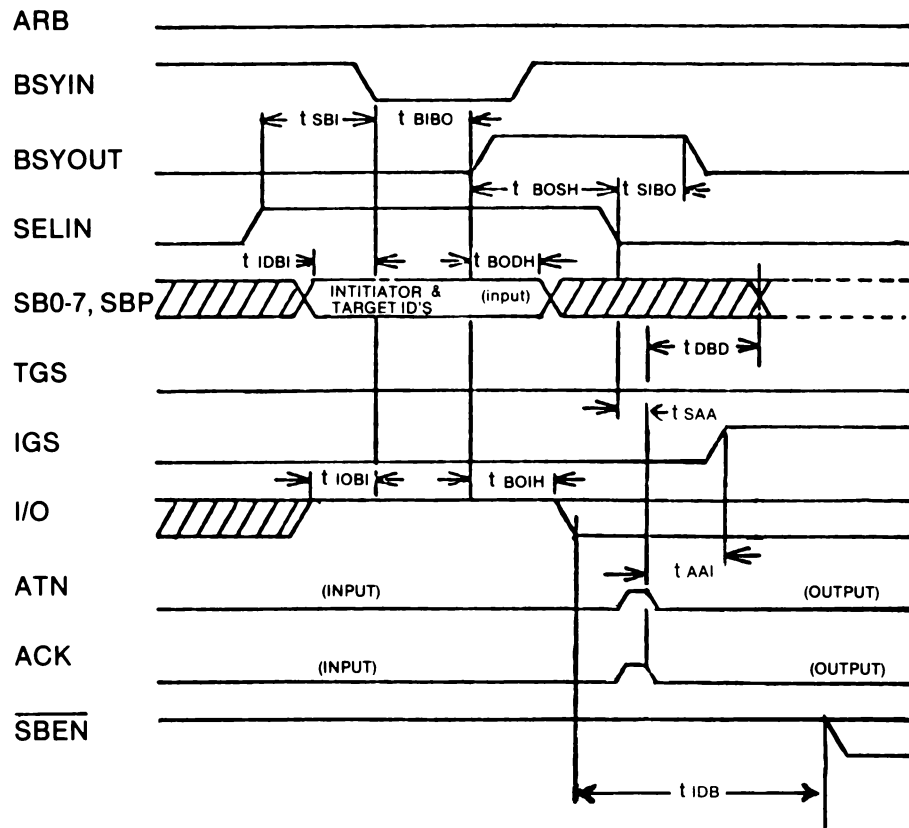 ARB
BSYIN
t SBI t BIBO
BSYOUT
t BOSH t SIBO
SELIN
t IDBI t BODH
SB0-7, SBP
INTITIATOR & (input)
TARGET ID'S
t DBD
TGS
t SAA
IGS
t IOBI t BOIH
I/O
t AAI
ATN (INPUT) (OUTPUT)
ACK (INPUT) (OUTPUT)
SBEN
t IDB